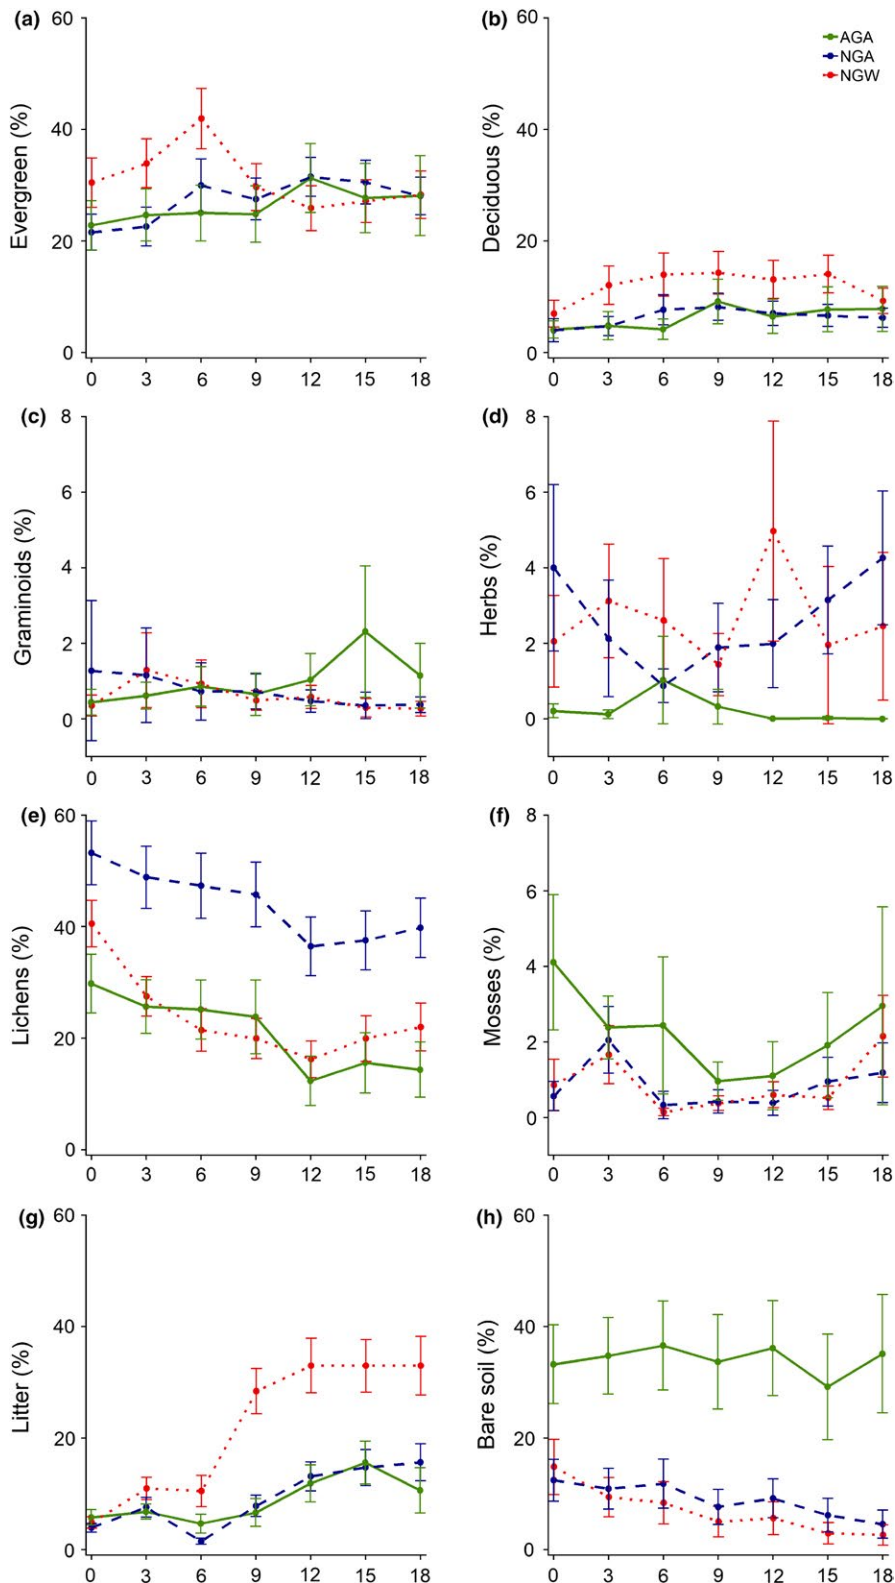 (a)
60
40
20
0
Evergreen (%)
0 3 6 9 12 15 18
(b)
60
40
20
0
Deciduous (%)
AGA
NGA
NGW
0 3 6 9 12 15 18
(c)
8
6
4
2
0
Graminoids (%)
0 3 6 9 12 15 18
(d)
8
6
4
2
0
Herbs (%)
0 3 6 9 12 15 18
(e)
60
40
20
0
Lichens (%)
0 3 6 9 12 15 18
(f)
8
6
4
2
0
Mosses (%)
0 3 6 9 12 15 18
(g)
60
40
20
0
Litter (%)
0 3 6 9 12 15 18
(h)
60
40
20
0
Bare soil (%)
0 3 6 9 12 15 18